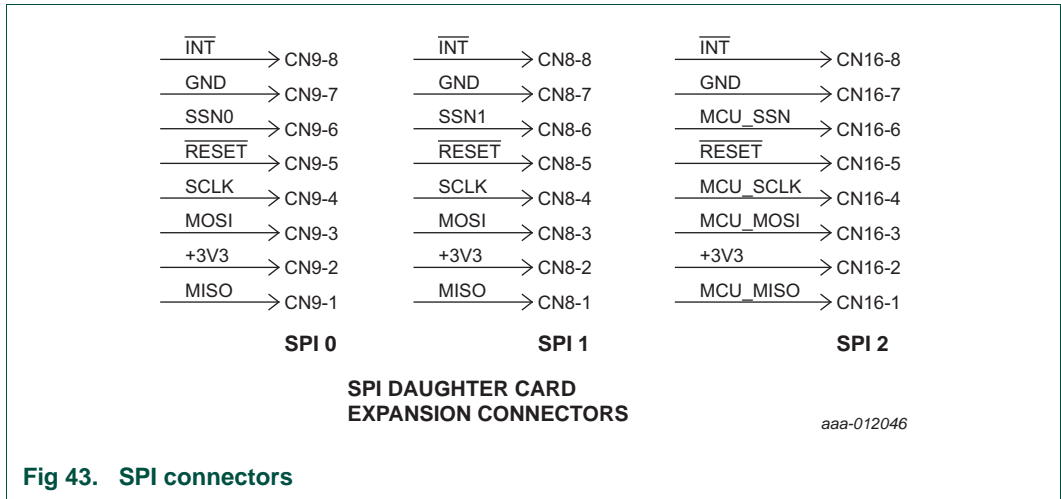 INT CN9-8 INT CN8-8 INT CN16-8
GND CN9-7 GND CN8-7 GND CN16-7
SSN0 CN9-6 SSN1 CN8-6 MCU_SSN CN16-6
RESET CN9-5 RESET CN8-5 RESET CN16-5
SCLK CN9-4 SCLK CN8-4 MCU_SCLK CN16-4
MOSI CN9-3 MOSI CN8-3 MCU_MOSI CN16-3
+3V3 CN9-2 +3V3 CN8-2 +3V3 CN16-2
MISO CN9-1 MISO CN8-1 MCU_MISO CN16-1
SPI 0 SPI 1 SPI 2
SPI DAUGHTER CARD
EXPANSION CONNECTORS
aaa-012046
Fig 43. SPI connectors